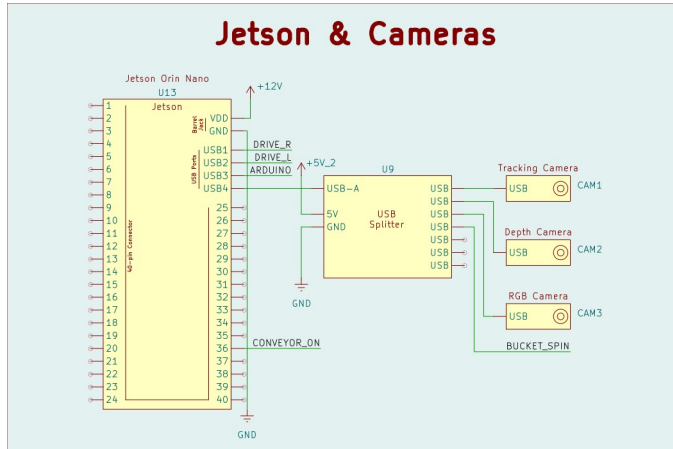 Jetson & Cameras
Jetson Orin Nano
U13
Jetson
+12V
1
2
3
4
5
6
7
8
9
10
11
12
13
14
15
16
17
18
19
20
21
22
23
24
40-pin Connector
Barrel
Jack
USB Ports
VDD
GND
USB1
USB2
USB3
USB4
25
26
27
28
29
30
31
32
33
34
35
36
37
38
39
40
DRIVE_R
DRIVE_L
ARDUINO
CONVEYOR_ON
GND
+5V_2
GND
U9
USB-A
5V
GND
USB
Splitter
USB
USB
USB
USB
USB
USB
USB
Tracking Camera
USB
CAM1
Depth Camera
USB
CAM2
RGB Camera
USB
CAM3
BUCKET_SPIN